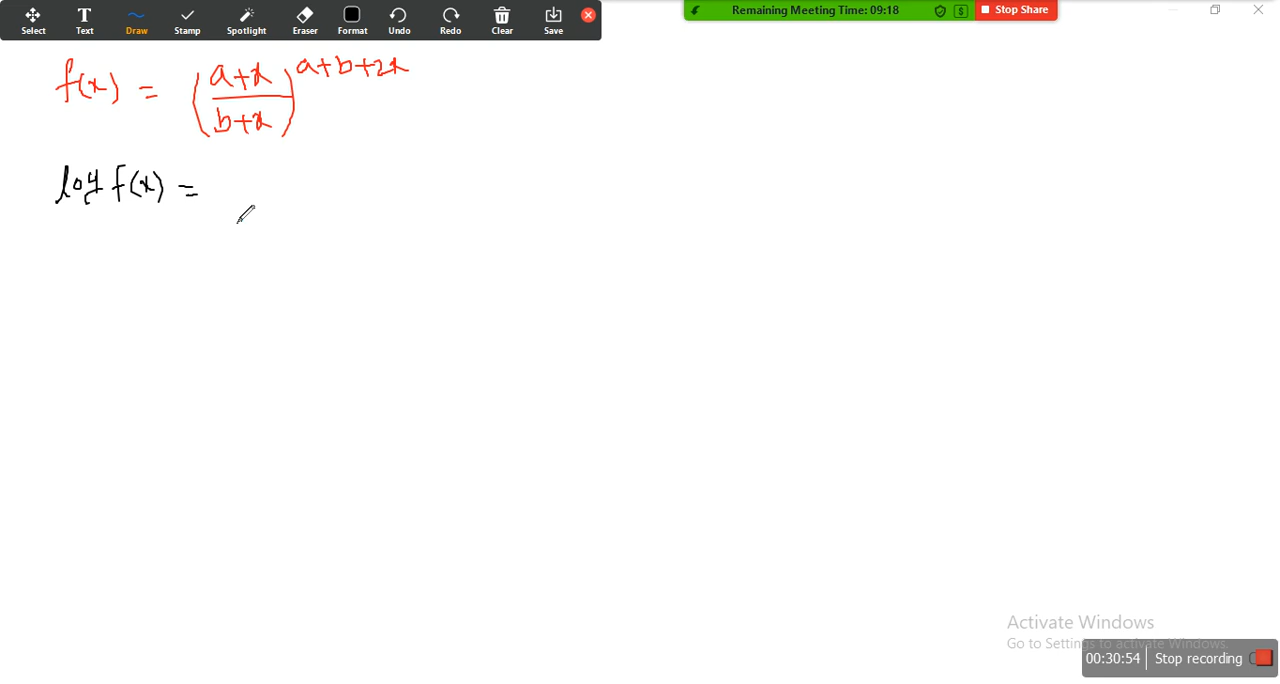 Select Text Draw Stamp Spotlight Eraser Format Undo Redo Clear Save
Remaining Meeting Time: 09:18 $ Stop Share
f(x) = ((a+x)/(b+x))^(a+b+2x)
log f(x) =
Activate Windows
Go to Settings to activate Windows.
00:30:54 Stop recording